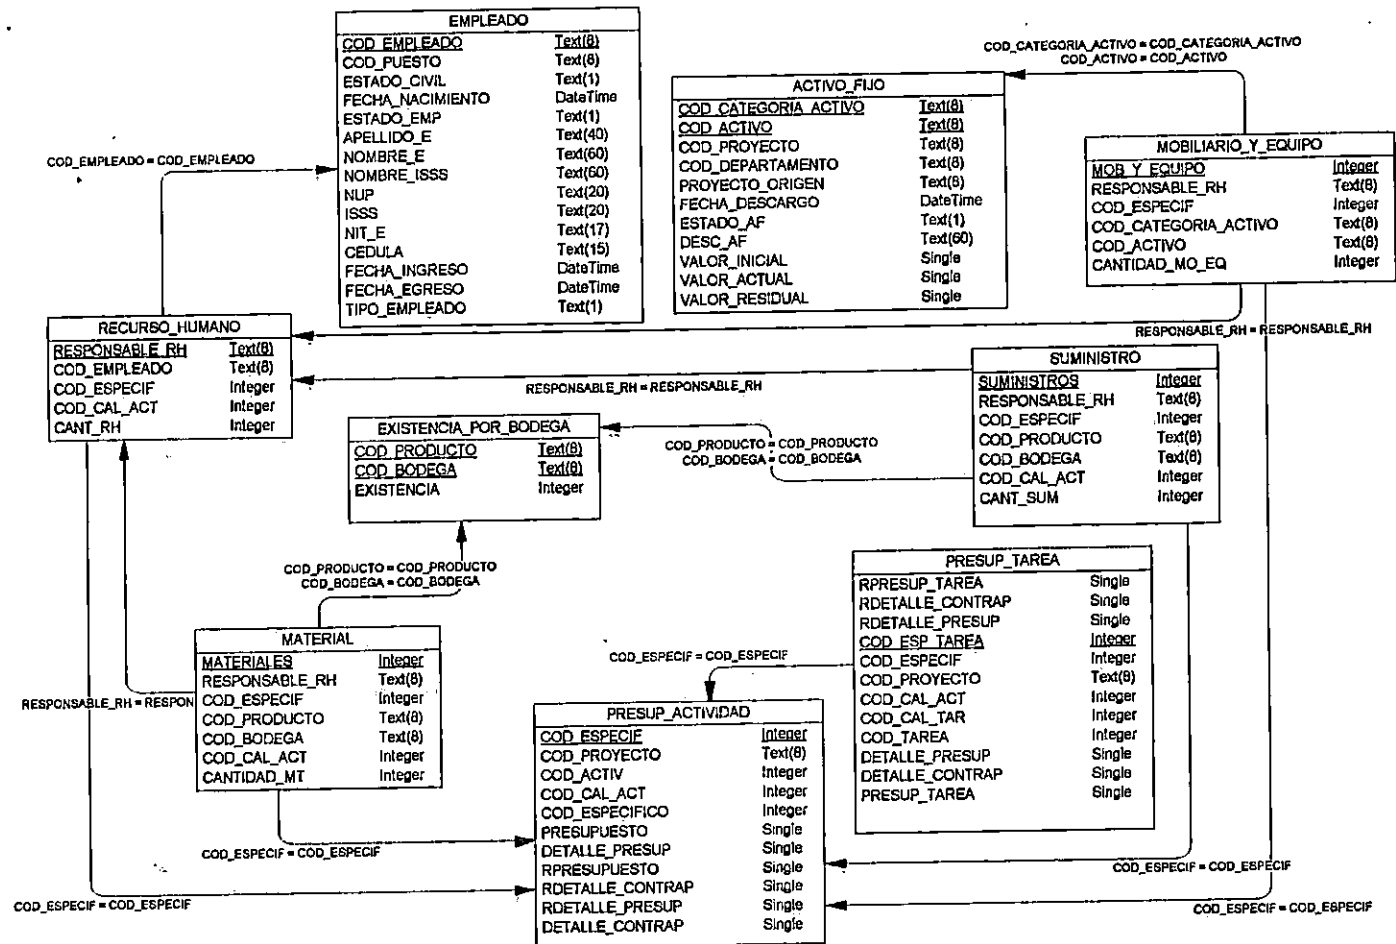 EMPLEADO
COD_EMPLEADO Text(8)
COD_PUESTO Text(8)
ESTADO_CIVIL Text(1)
FECHA_NACIMIENTO DateTime
ESTADO_EMP Text(1)
APELLIDO_E Text(40)
NOMBRE_E Text(60)
NOMBRE_ISSS Text(60)
NUP Text(20)
ISSS Text(20)
NIT_E Text(17)
CEDULA Text(15)
FECHA_INGRESO DateTime
FECHA_EGRESO DateTime
TIPO_EMPLEADO Text(1)
COD_CATEGORIA_ACTIVO = COD_CATEGORIA_ACTIVO
COD_ACTIVO = COD_ACTIVO
ACTIVO_FIJO
COD_CATEGORIA_ACTIVO Text(8)
COD_ACTIVO Text(8)
COD_PROYECTO Text(8)
COD_DEPARTAMENTO Text(8)
PROYECTO_ORIGEN Text(8)
FECHA_DESCARGO DateTime
ESTADO_AF Text(1)
DESC_AF Text(60)
VALOR_INICIAL Single
VALOR_ACTUAL Single
VALOR_RESIDUAL Single
MOBILIARIO_Y_EQUIPO
MOB_Y_EQUIPO Integer
RESPONSABLE_RH Text(8)
COD_ESPECIF Integer
COD_CATEGORIA_ACTIVO Text(8)
COD_ACTIVO Text(8)
CANTIDAD_MO_EQ Integer
COD_EMPLEADO = COD_EMPLEADO
RECURSO_HUMANO
RESPONSABLE_RH Text(8)
COD_EMPLEADO Text(8)
COD_ESPECIF Integer
COD_CAL_ACT Integer
CANT_RH Integer
RESPONSABLE_RH = RESPONSABLE_RH
RESPONSABLE_RH = RESPONSABLE_RH
SUMINISTRO
SUMINISTROS Integer
RESPONSABLE_RH Text(8)
COD_ESPECIF Integer
COD_PRODUCTO Text(8)
COD_BODEGA Text(8)
COD_CAL_ACT Integer
CANT_SUM Integer
EXISTENCIA_POR_BODEGA
COD_PRODUCTO Text(8)
COD_BODEGA Text(8)
EXISTENCIA Integer
COD_PRODUCTO = COD_PRODUCTO
COD_BODEGA = COD_BODEGA
COD_PRODUCTO = COD_PRODUCTO
COD_BODEGA = COD_BODEGA
PRESUP_TAREA
RPRESUP_TAREA Single
RDETALLE_CONTRAP Single
RDETALLE_PRESUP Single
COD_ESP_TAREA Integer
COD_ESPECIF Integer
COD_PROYECTO Text(8)
COD_CAL_ACT Integer
COD_CAL_TAR Integer
COD_TAREA Integer
DETALLE_PRESUP Single
DETALLE_CONTRAP Single
PRESUP_TAREA Single
MATERIAL
MATERIALES Integer
RESPONSABLE_RH Text(8)
COD_ESPECIF Integer
COD_PRODUCTO Text(8)
COD_BODEGA Text(8)
COD_CAL_ACT Integer
CANTIDAD_MT Integer
RESPONSABLE_RH = RESPON
COD_ESPECIF = COD_ESPECIF
PRESUP_ACTIVIDAD
COD_ESPECIF Integer
COD_PROYECTO Text(8)
COD_ACTIV Integer
COD_CAL_ACT Integer
COD_ESPECIFICO Integer
PRESUPUESTO Single
DETALLE_PRESUP Single
RPRESUPUESTO Single
RDETALLE_CONTRAP Single
RDETALLE_PRESUP Single
DETALLE_CONTRAP Single
COD_ESPECIF = COD_ESPECIF
COD_ESPECIF = COD_ESPECIF
COD_ESPECIF = COD_ESPECIF
COD_ESPECIF = COD_ESPECIF